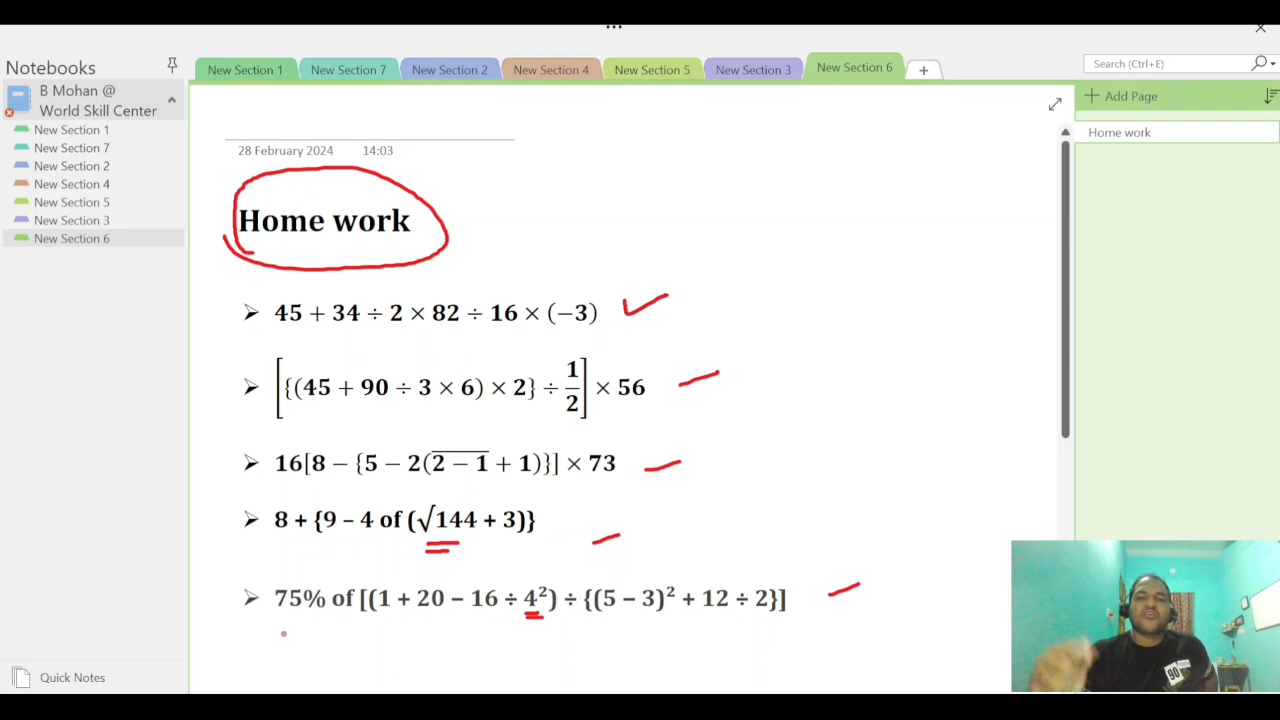 ...
Notebooks
New Section 1
New Section 7
New Section 2
New Section 4
New Section 5
New Section 3
New Section 6
+
Search (Ctrl+E)
B Mohan @
World Skill Center
New Section 1
New Section 7
New Section 2
New Section 4
New Section 5
New Section 3
New Section 6
Add Page
Home work
28 February 2024 14:03
Home work
45 + 34 ÷ 2 × 82 ÷ 16 × (−3)
[{(45 + 90 ÷ 3 × 6) × 2} ÷ 1/2] × 56
16[8 − {5 − 2(2 − 1 + 1)}] × 73
8 + {9 – 4 of (√144 + 3)}
75% of [(1 + 20 − 16 ÷ 4²) ÷ {(5 − 3)² + 12 ÷ 2}]
Quick Notes
90